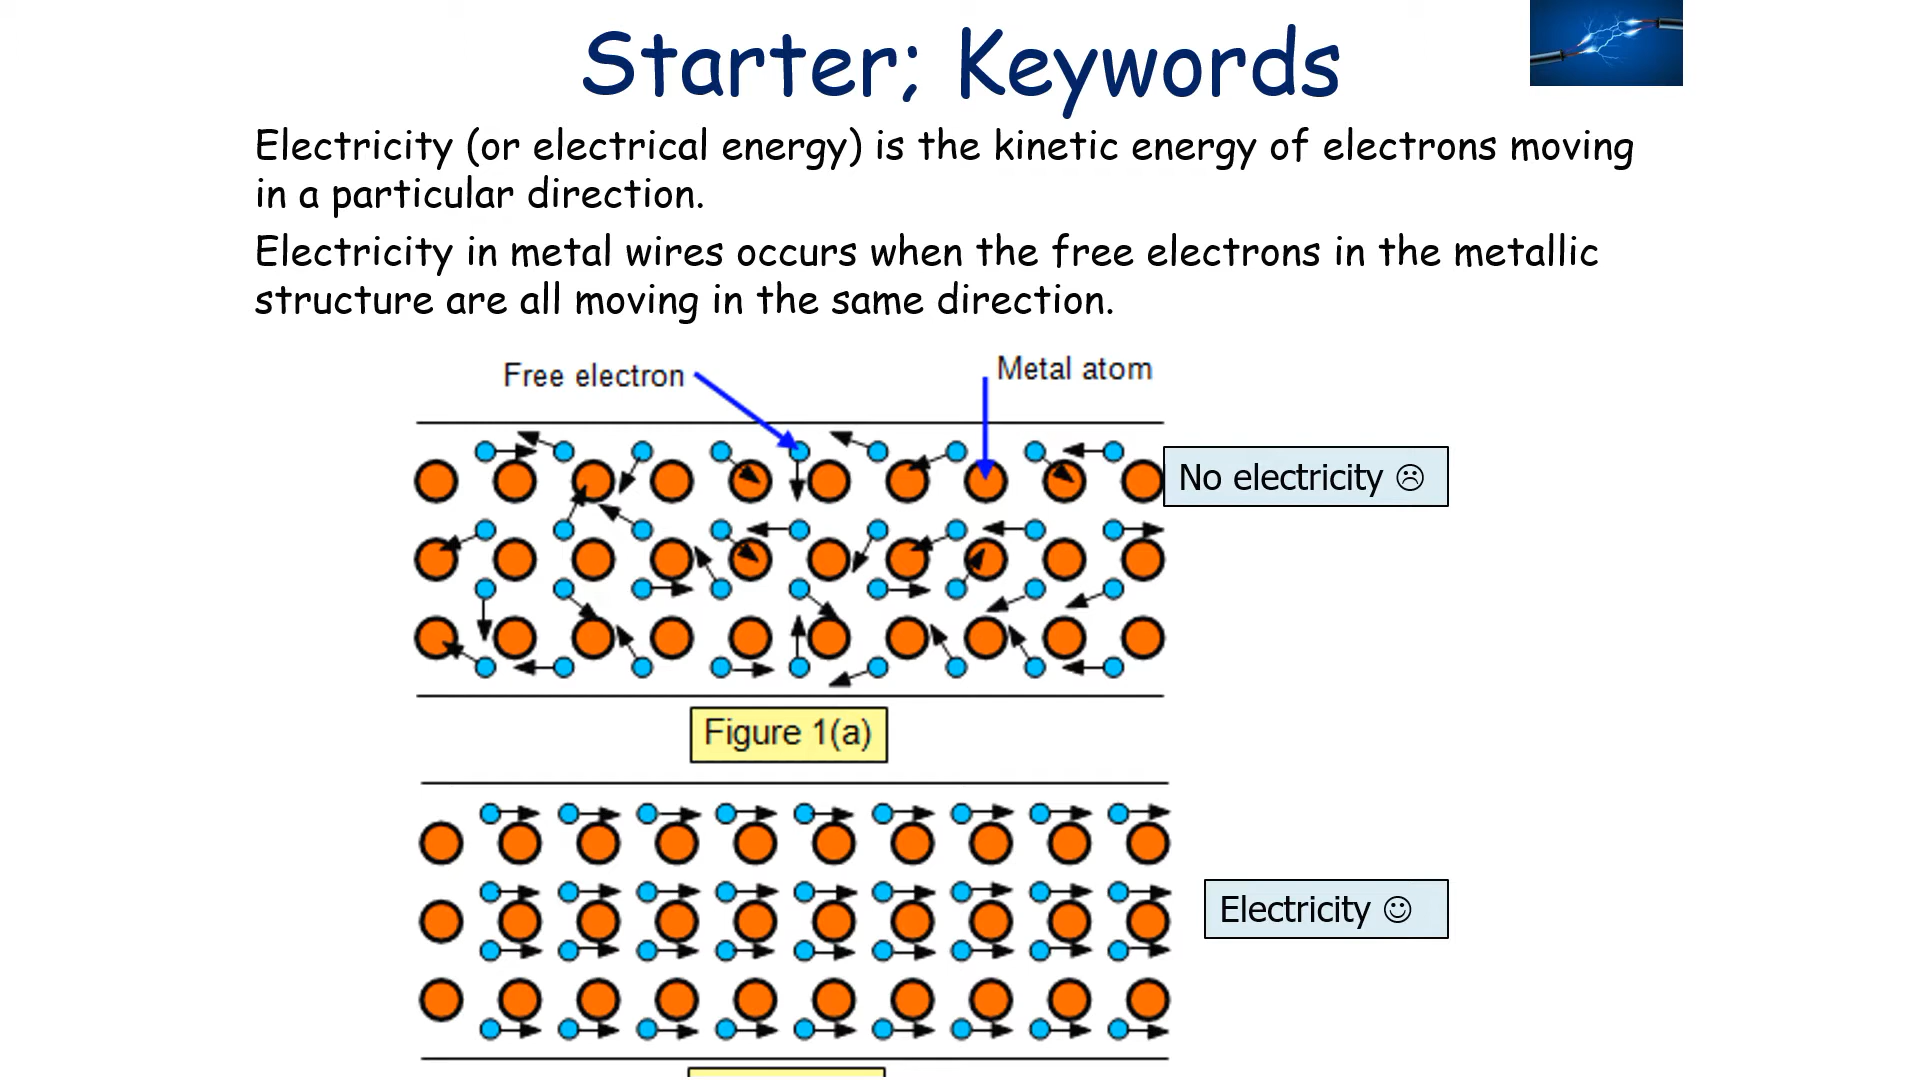 Starter; Keywords
Electricity (or electrical energy) is the kinetic energy of electrons moving
in a particular direction.
Electricity in metal wires occurs when the free electrons in the metallic
structure are all moving in the same direction.
Free electron
Metal atom
No electricity ☹
Figure 1(a)
Electricity ☺